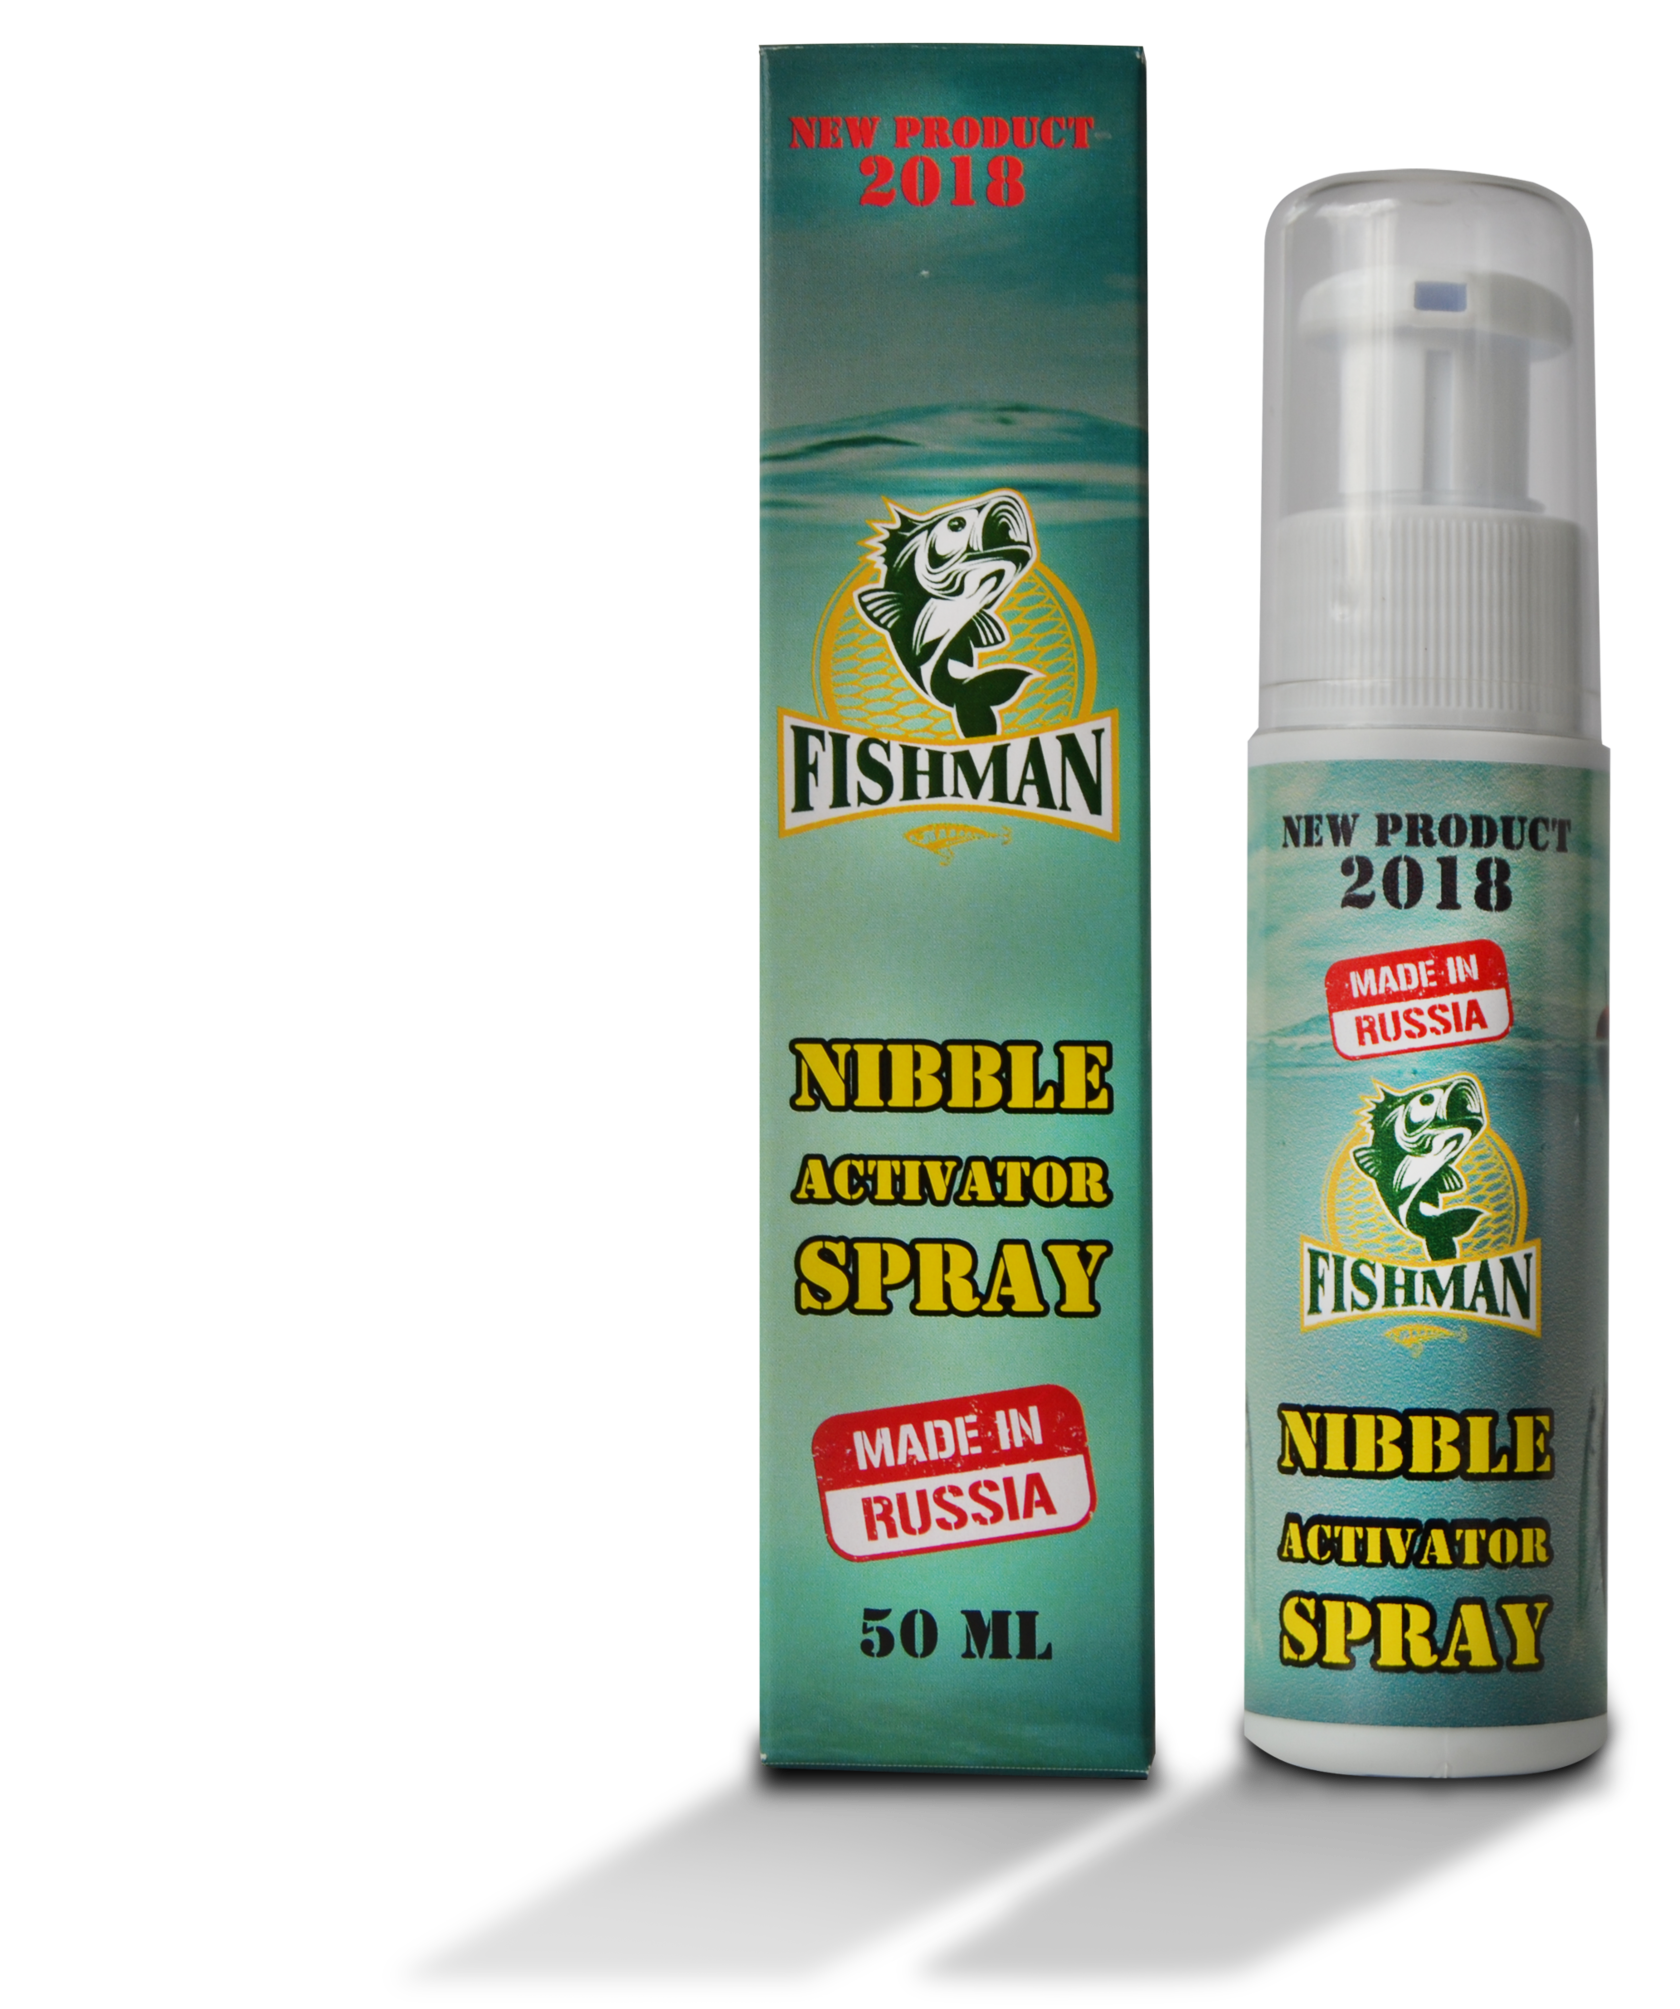 NEW PRODUCT
2018
FISHMAN
NIBBLE
ACTIVATOR
SPRAY
MADE IN
RUSSIA
50 ML
NEW PRODUCT
2018
MADE IN
RUSSIA
FISHMAN
NIBBLE
ACTIVATOR
SPRAY